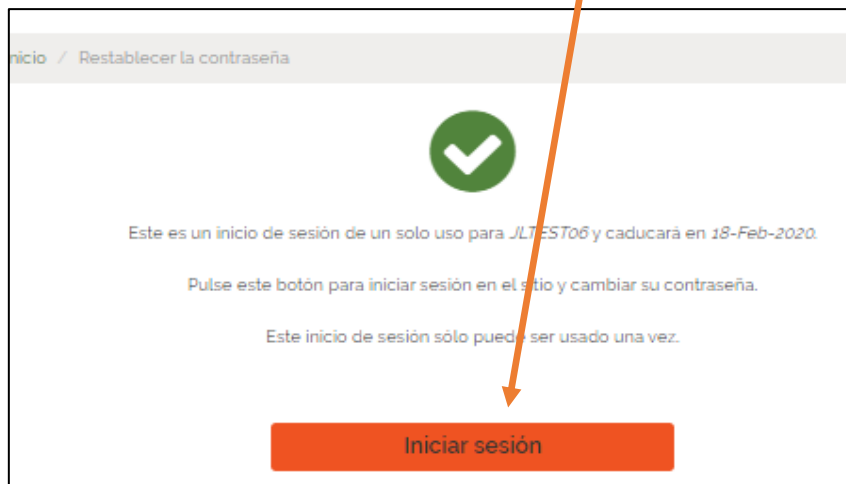 nicio / Restablecer la contraseña
Este es un inicio de sesión de un solo uso para JLTEST06 y caducará en 18-Feb-2020.
Pulse este botón para iniciar sesión en el sitio y cambiar su contraseña.
Este inicio de sesión sólo puede ser usado una vez.
Iniciar sesión